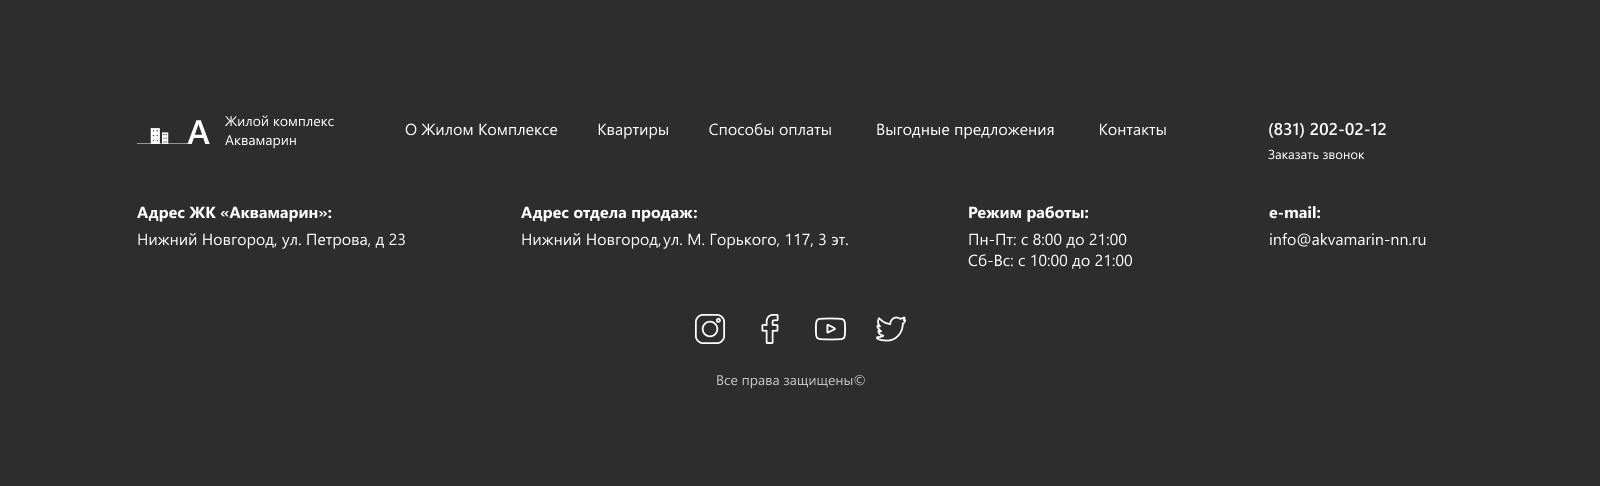 А
Жилой комплекс
Аквамарин
О Жилом Комплексе
Квартиры
Способы оплаты
Выгодные предложения
Контакты
(831) 202-02-12
Заказать звонок
Адрес ЖК «Аквамарин»:
Нижний Новгород, ул. Петрова, д 23
Адрес отдела продаж:
Нижний Новгород,ул. М. Горького, 117, 3 эт.
Режим работы:
Пн-Пт: с 8:00 до 21:00
Сб-Вс: с 10:00 до 21:00
e-mail:
info@akvamarin-nn.ru
Все права защищены©